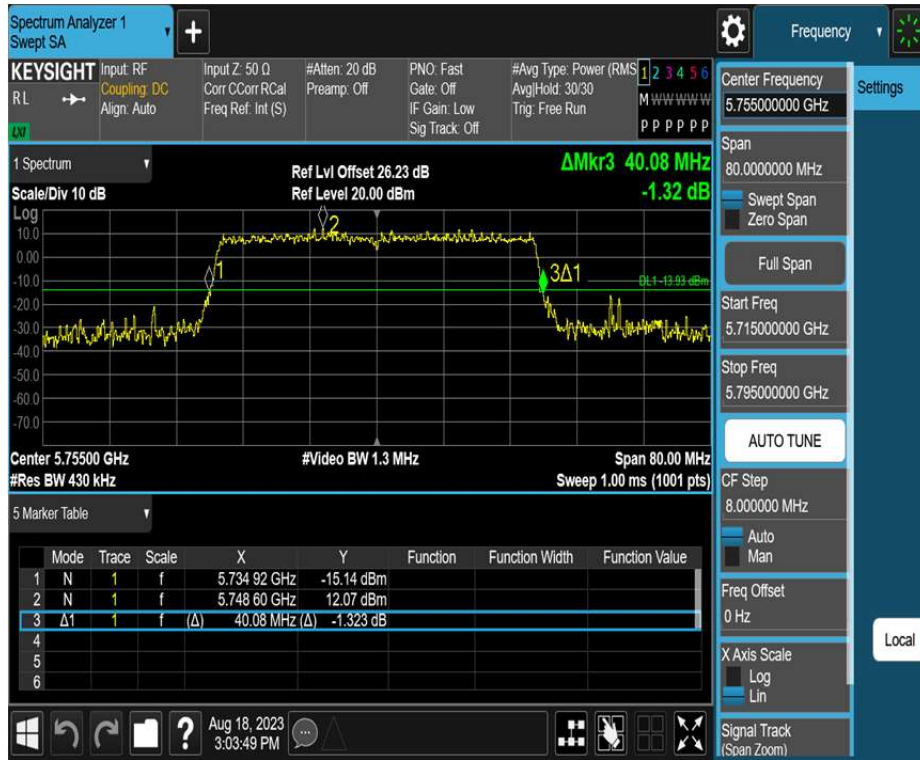 Spectrum Analyzer 1
Swept SA
Frequency
KEYSIGHT
RL
LXI
Input: RF
Coupling: DC
Align: Auto
Input Z: 50 Ω
Corr CCorr RCal
Freq Ref: Int (S)
#Atten: 20 dB
Preamp: Off
PNO: Fast
Gate: Off
IF Gain: Low
Sig Track: Off
#Avg Type: Power (RMS
Avg|Hold: 30/30
Trig: Free Run
1 2 3 4 5 6
M W W W W W
P P P P P P
1 Spectrum
Scale/Div 10 dB
Ref Lvl Offset 26.23 dB
Ref Level 20.00 dBm
ΔMkr3 40.08 MHz
-1.32 dB
Log
10.0
0.00
-10.0
-20.0
-30.0
-40.0
-50.0
-60.0
-70.0
2
1
3Δ1
DL1 -13.93 dBm
Center 5.75500 GHz
#Video BW 1.3 MHz
Span 80.00 MHz
#Res BW 430 kHz
Sweep 1.00 ms (1001 pts)
5 Marker Table
Mode Trace Scale X Y Function Function Width Function Value
1 N 1 f 5.734 92 GHz -15.14 dBm
2 N 1 f 5.748 60 GHz 12.07 dBm
3 Δ1 1 f (Δ) 40.08 MHz (Δ) -1.323 dB
4
5
6
Aug 18, 2023
3:03:49 PM
Center Frequency
5.755000000 GHz
Settings
Span
80.0000000 MHz
Swept Span
Zero Span
Full Span
Start Freq
5.715000000 GHz
Stop Freq
5.795000000 GHz
AUTO TUNE
CF Step
8.000000 MHz
Auto
Man
Freq Offset
0 Hz
Local
X Axis Scale
Log
Lin
Signal Track
(Span Zoom)